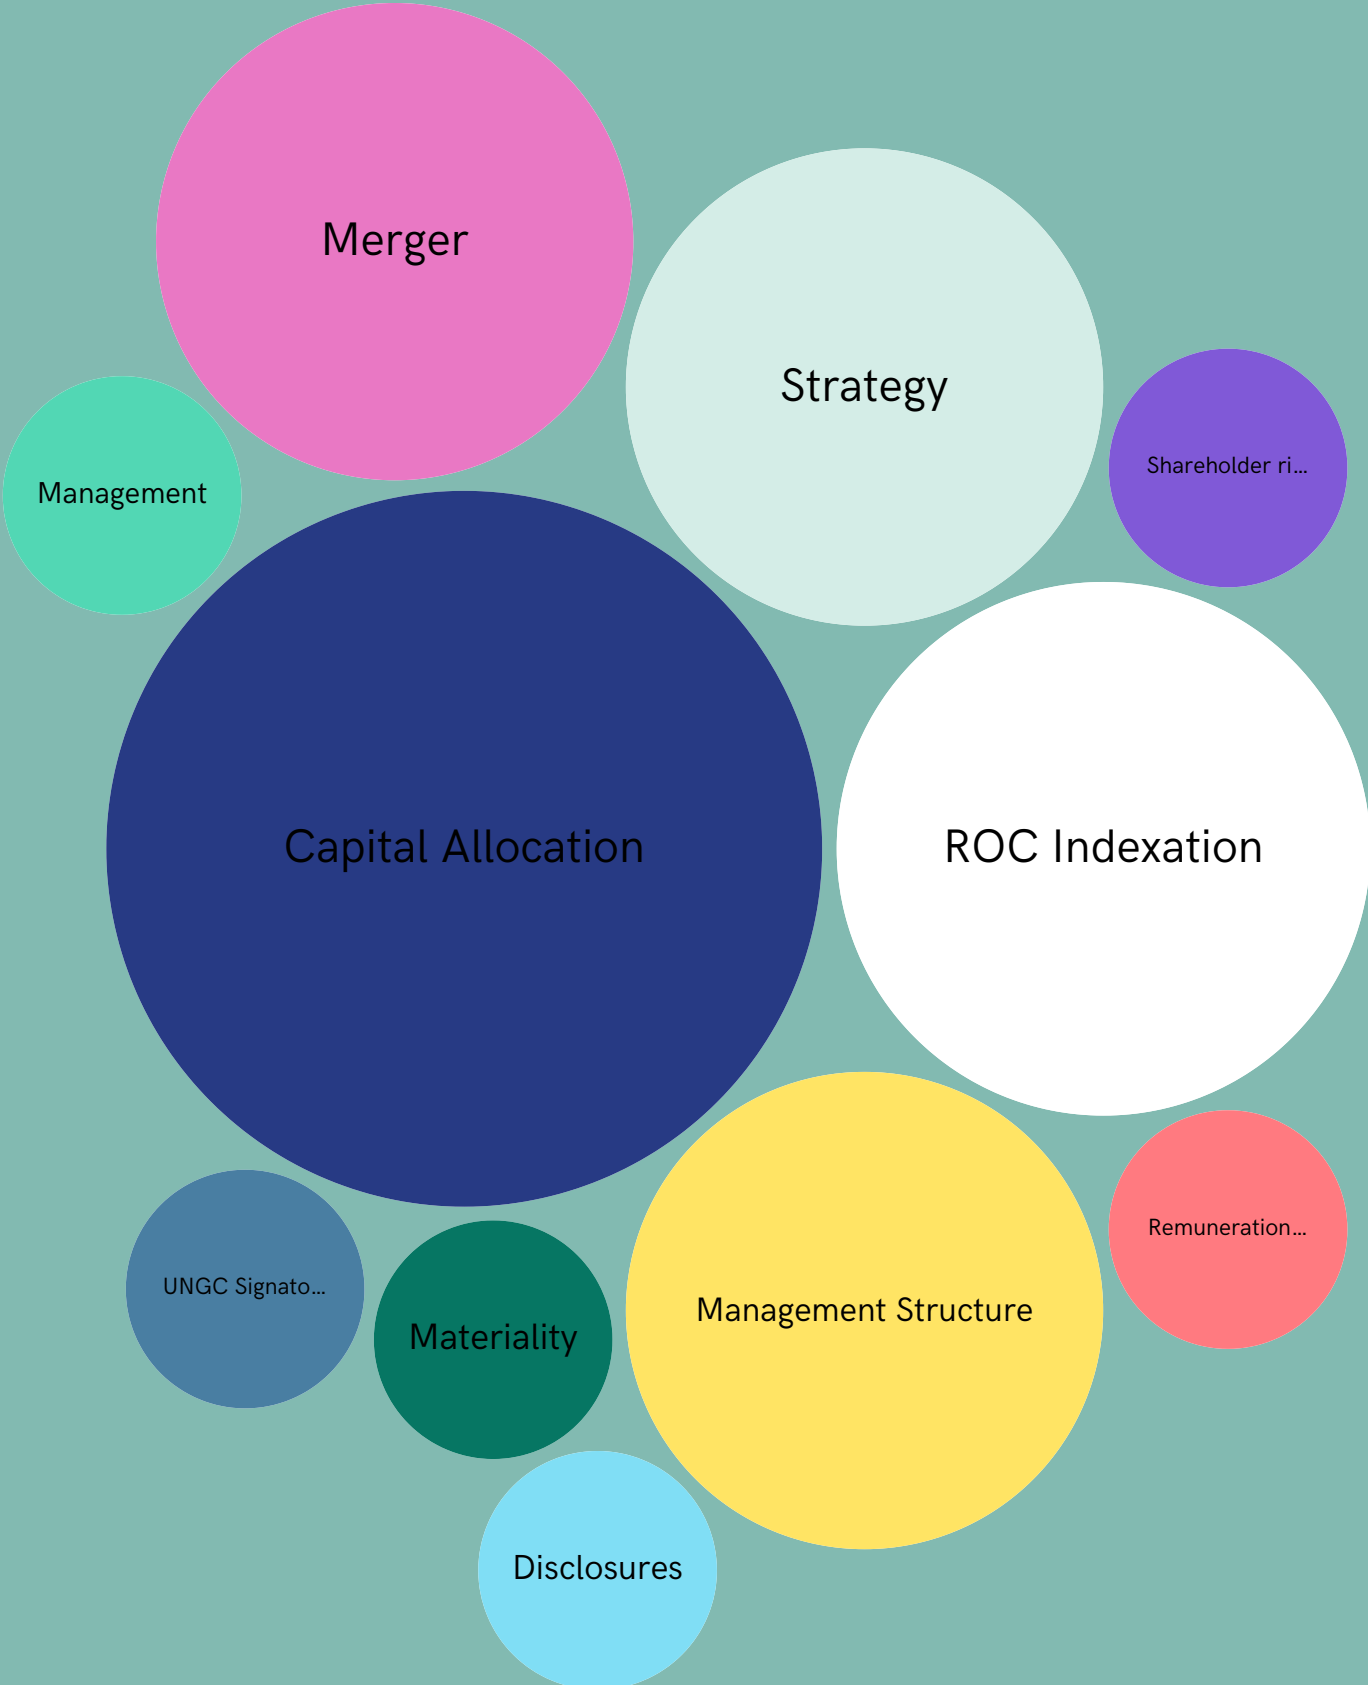 Merger
Strategy
Shareholder ri...
Management
Capital Allocation
ROC Indexation
Remuneration...
UNGC Signato...
Management Structure
Materiality
Disclosures